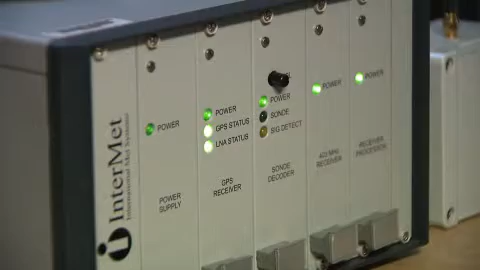 InterMet
International Met Systems
POWER
POWER
SUPPLY
POWER
GPS STATUS
LNA STATUS
GPS
RECEIVER
POWER
SONDE
SIG DETECT
SONDE
DECODER
POWER
403 MHz
RECEIVER
POWER
RECEIVER
PROCESSOR